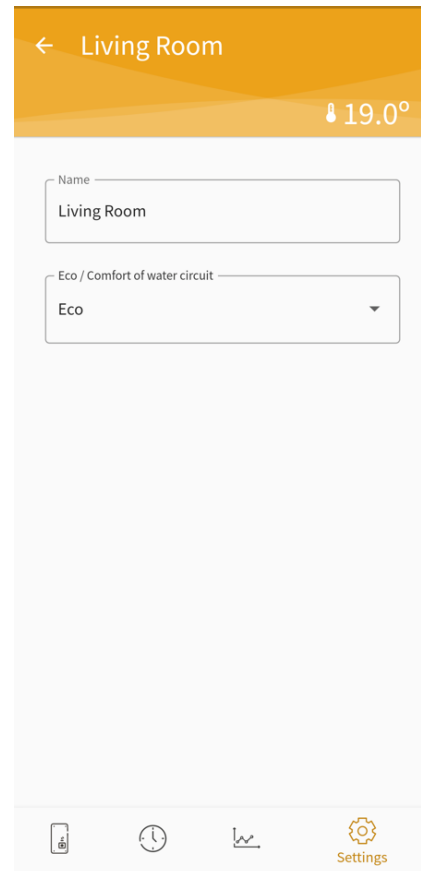 Living Room
19.0°
Name
Living Room
Eco / Comfort of water circuit
Eco
Settings